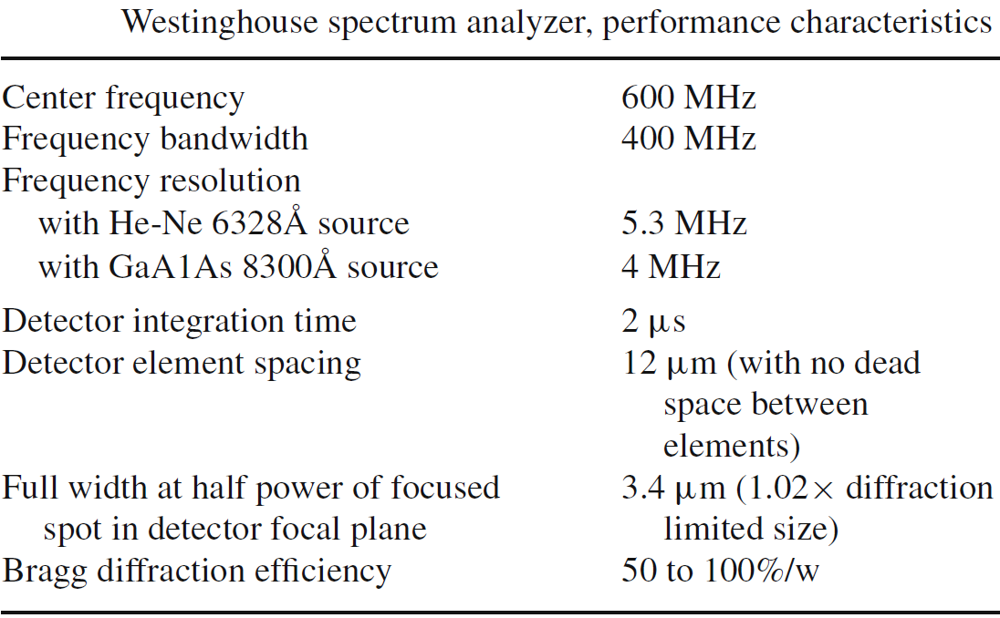 Westinghouse spectrum analyzer, performance characteristics
Center frequency 600 MHz
Frequency bandwidth 400 MHz
Frequency resolution
with He-Ne 6328Å source 5.3 MHz
with GaA1As 8300Å source 4 MHz
Detector integration time 2 μs
Detector element spacing 12 μm (with no dead
space between
elements)
Full width at half power of focused 3.4 μm (1.02× diffraction
spot in detector focal plane limited size)
Bragg diffraction efficiency 50 to 100%/w